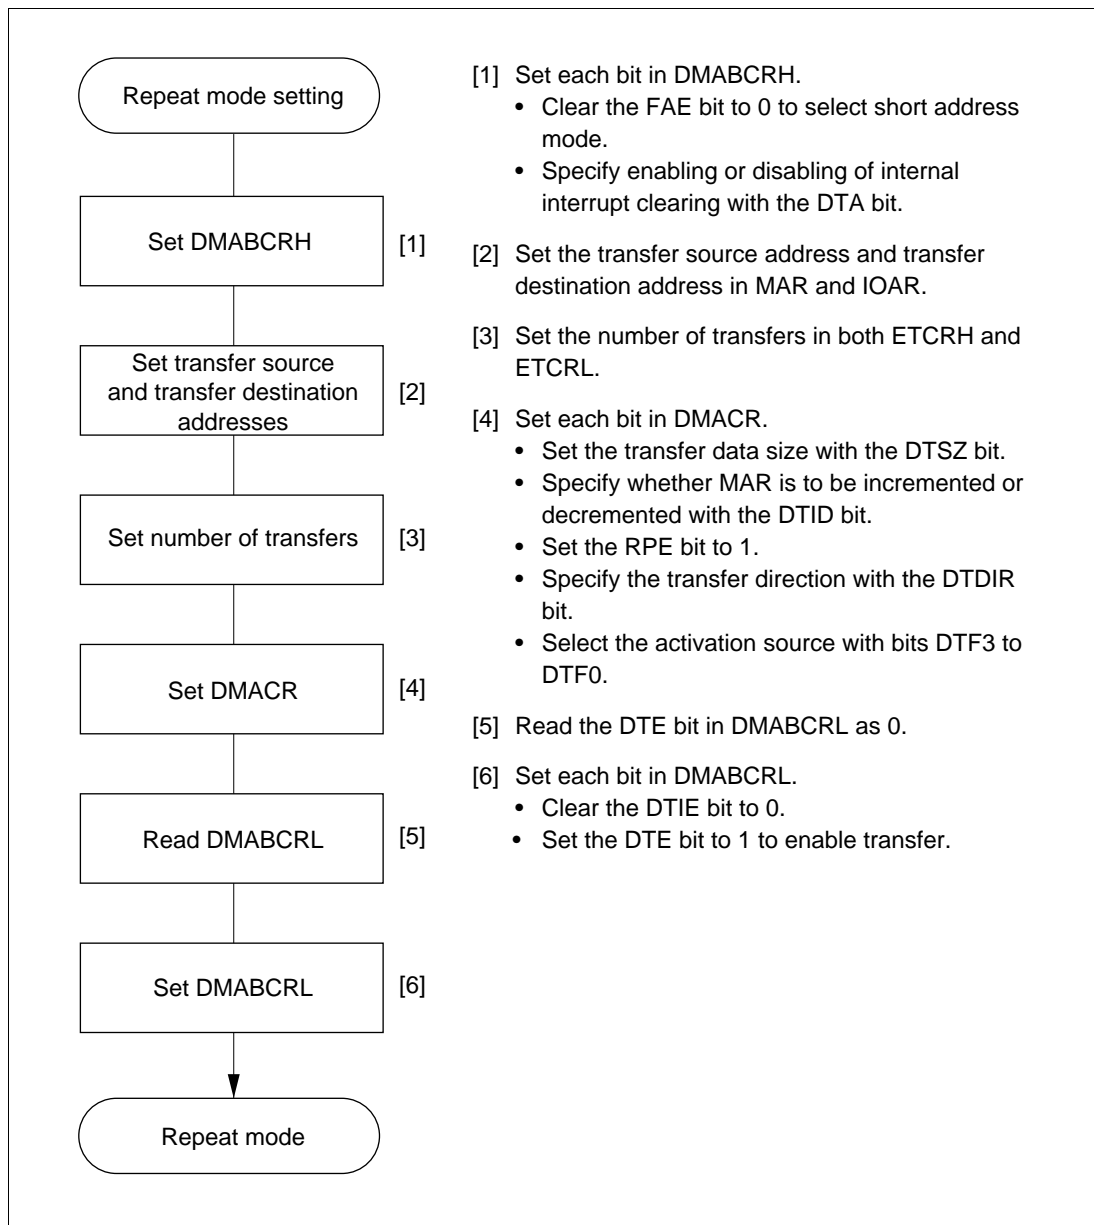 Repeat mode setting
Set DMABCRH
[1]
Set transfer source
and transfer destination
addresses
[2]
Set number of transfers
[3]
Set DMACR
[4]
Read DMABCRL
[5]
Set DMABCRL
[6]
Repeat mode
[1] Set each bit in DMABCRH.
• Clear the FAE bit to 0 to select short address
mode.
• Specify enabling or disabling of internal
interrupt clearing with the DTA bit.
[2] Set the transfer source address and transfer
destination address in MAR and IOAR.
[3] Set the number of transfers in both ETCRH and
ETCRL.
[4] Set each bit in DMACR.
• Set the transfer data size with the DTSZ bit.
• Specify whether MAR is to be incremented or
decremented with the DTID bit.
• Set the RPE bit to 1.
• Specify the transfer direction with the DTDIR
bit.
• Select the activation source with bits DTF3 to
DTF0.
[5] Read the DTE bit in DMABCRL as 0.
[6] Set each bit in DMABCRL.
• Clear the DTIE bit to 0.
• Set the DTE bit to 1 to enable transfer.